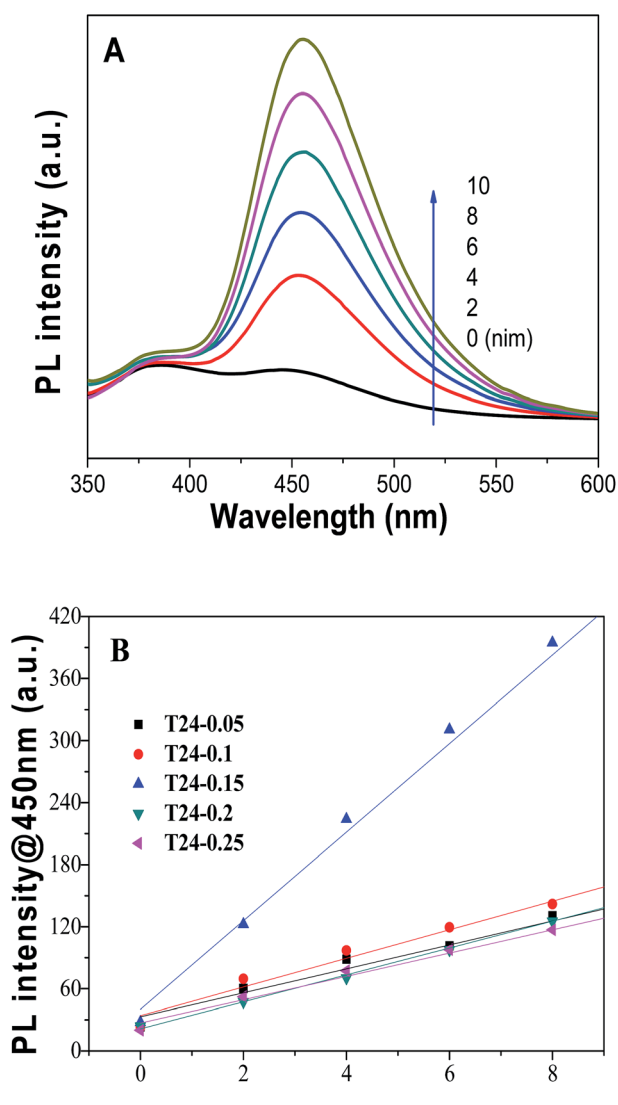 A
PL intensity (a.u.)
10
8
6
4
2
0 (nim)
350 400 450 500 550 600
Wavelength (nm)
B
PL intensity@450nm (a.u.)
420
360
300
240
180
120
60
0
T24-0.05
T24-0.1
T24-0.15
T24-0.2
T24-0.25
0 2 4 6 8